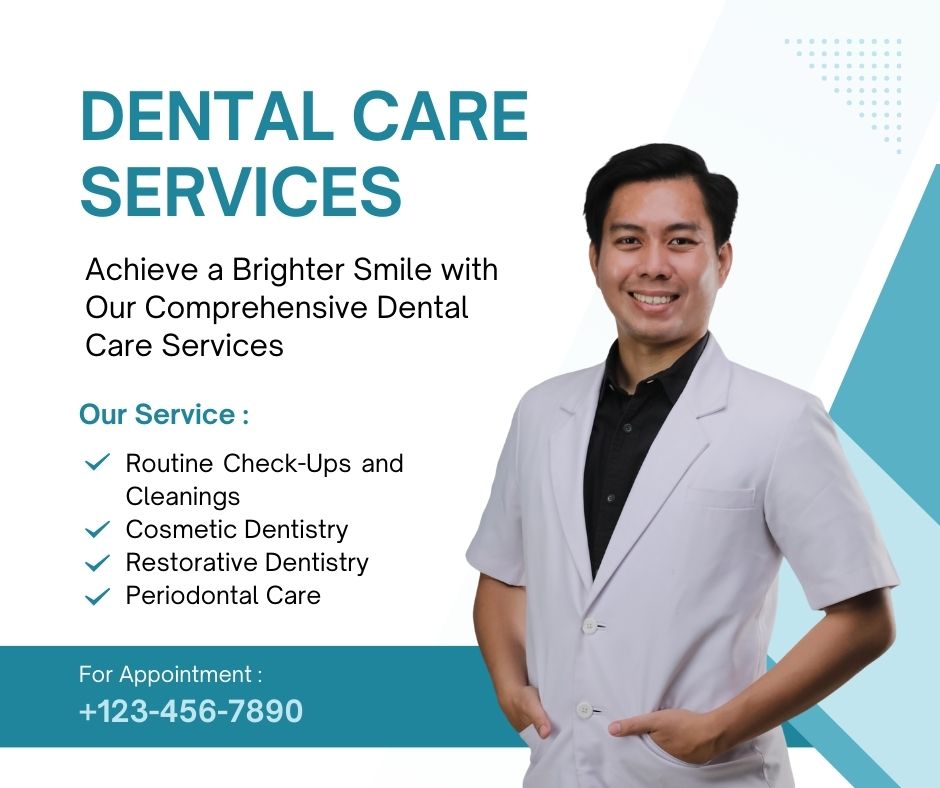 DENTAL CARE
SERVICES
Achieve a Brighter Smile with
Our Comprehensive Dental
Care Services
Our Service :
Routine Check-Ups and
Cleanings
Cosmetic Dentistry
Restorative Dentistry
Periodontal Care
For Appointment :
+123-456-7890